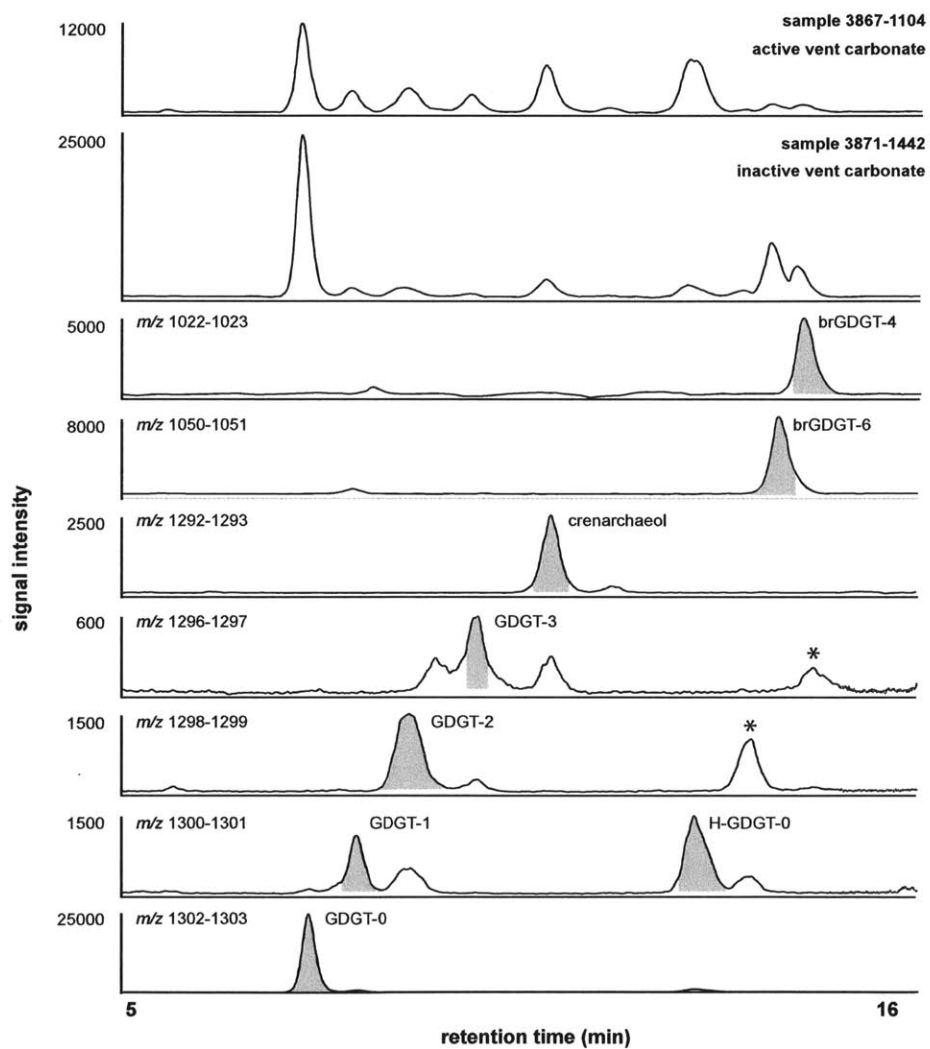 12000
sample 3867-1104
active vent carbonate
25000
sample 3871-1442
inactive vent carbonate
5000
m/z 1022-1023
brGDGT-4
8000
m/z 1050-1051
brGDGT-6
2500
m/z 1292-1293
crenarchaeol
600
m/z 1296-1297
GDGT-3
*
1500
m/z 1298-1299
GDGT-2
*
1500
m/z 1300-1301
GDGT-1
H-GDGT-0
25000
m/z 1302-1303
GDGT-0
signal intensity
5
16
retention time (min)